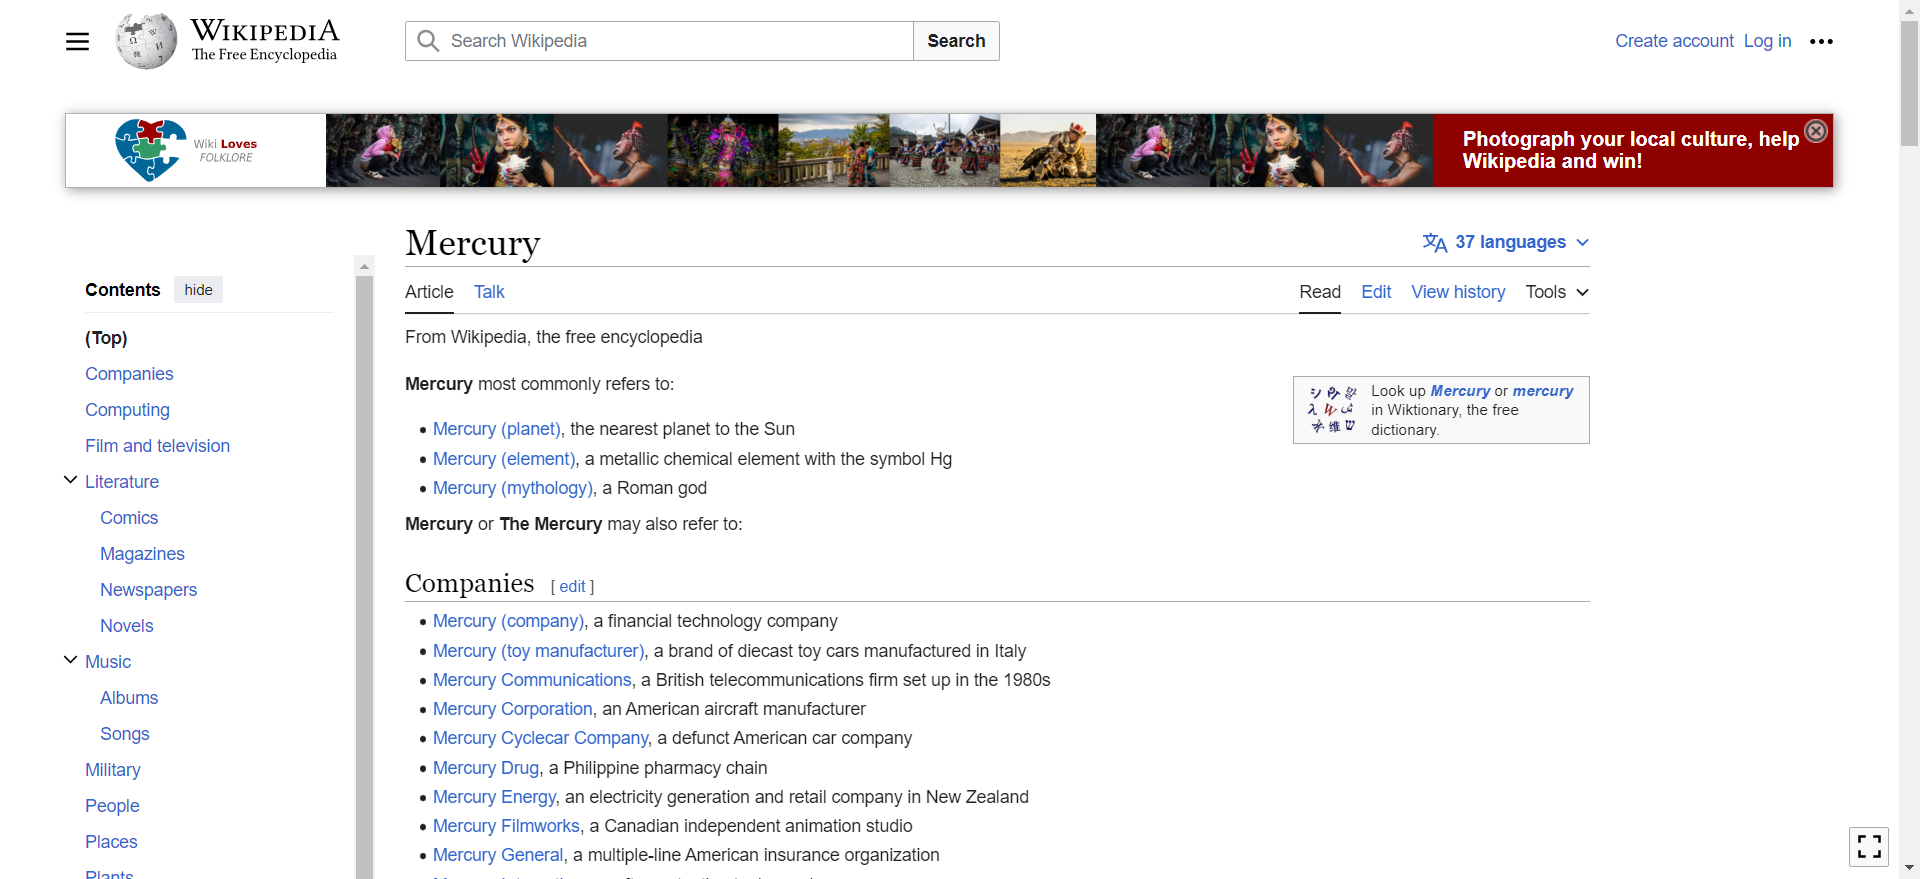 WIKIPEDIA
The Free Encyclopedia
Search Wikipedia
Search
Create account Log in
Wiki Loves
FOLKLORE
Photograph your local culture, help
Wikipedia and win!
Mercury
37 languages
Contents hide
(Top)
Companies
Computing
Film and television
Literature
Comics
Magazines
Newspapers
Novels
Music
Albums
Songs
Military
People
Places
Plants
Article Talk
Read Edit View history Tools
From Wikipedia, the free encyclopedia
Mercury most commonly refers to:
Look up Mercury or mercury
in Wiktionary, the free
dictionary.
• Mercury (planet), the nearest planet to the Sun
• Mercury (element), a metallic chemical element with the symbol Hg
• Mercury (mythology), a Roman god
Mercury or The Mercury may also refer to:
Companies [ edit ]
• Mercury (company), a financial technology company
• Mercury (toy manufacturer), a brand of diecast toy cars manufactured in Italy
• Mercury Communications, a British telecommunications firm set up in the 1980s
• Mercury Corporation, an American aircraft manufacturer
• Mercury Cyclecar Company, a defunct American car company
• Mercury Drug, a Philippine pharmacy chain
• Mercury Energy, an electricity generation and retail company in New Zealand
• Mercury Filmworks, a Canadian independent animation studio
• Mercury General, a multiple-line American insurance organization